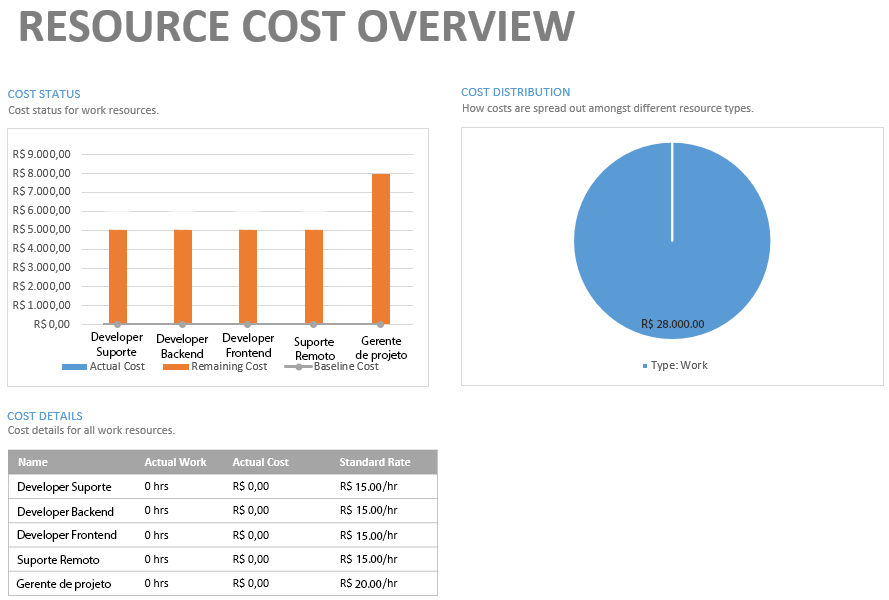 RESOURCE COST OVERVIEW
COST STATUS
Cost status for work resources.
R$ 9.000,00
R$ 8.000,00
R$ 7.000,00
R$ 6.000,00
R$ 5.000,00
R$ 4.000,00
R$ 3.000,00
R$ 2.000,00
R$ 1.000,00
R$ 0,00
Developer Suporte
Developer Backend
Developer Frontend
Suporte Remoto
Gerente de projeto
Actual Cost Remaining Cost Baseline Cost
COST DISTRIBUTION
How costs are spread out amongst different resource types.
R$ 28.000.00
Type: Work
COST DETAILS
Cost details for all work resources.
Name Actual Work Actual Cost Standard Rate
Developer Suporte 0 hrs R$ 0,00 R$ 15.00/hr
Developer Backend 0 hrs R$ 0,00 R$ 15.00/hr
Developer Frontend 0 hrs R$ 0,00 R$ 15.00/hr
Suporte Remoto 0 hrs R$ 0,00 R$ 15.00/hr
Gerente de projeto 0 hrs R$ 0,00 R$ 20.00/hr